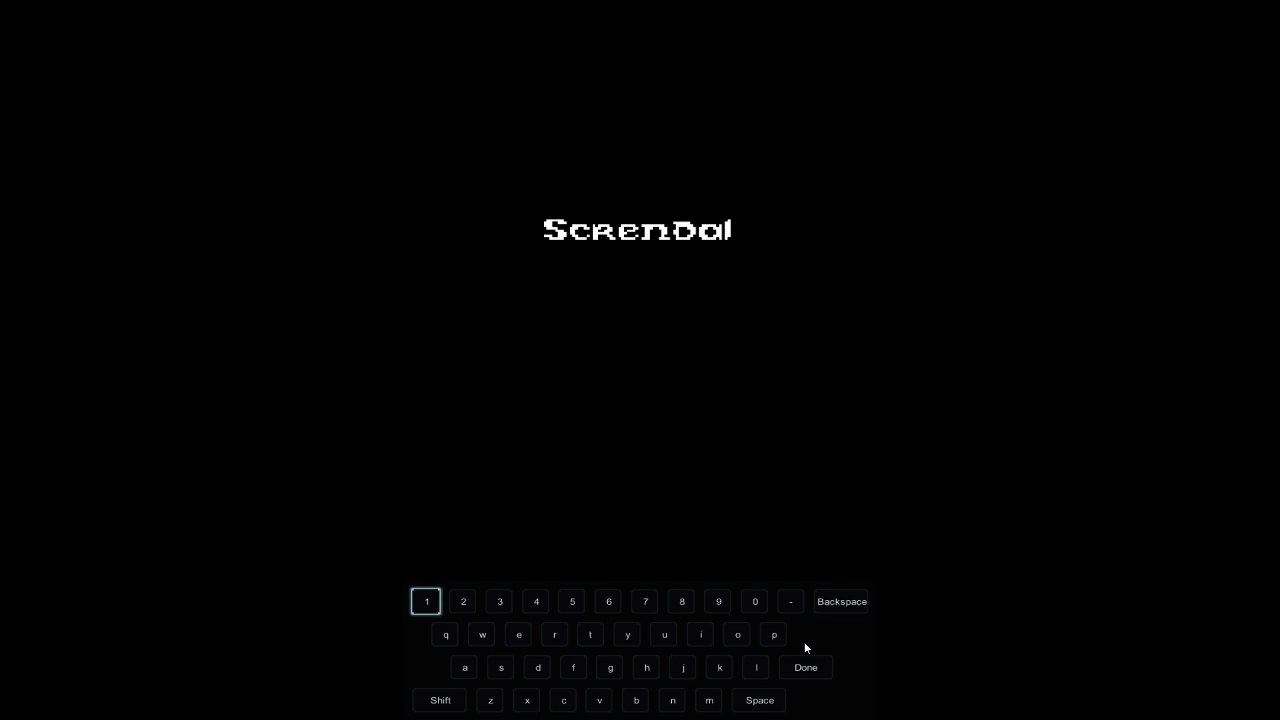 Screndal
1 2 3 4 5 6 7 8 9 0 - Backspace
q w e r t y u i o p
a s d f g h j k l Done
Shift z x c v b n m Space